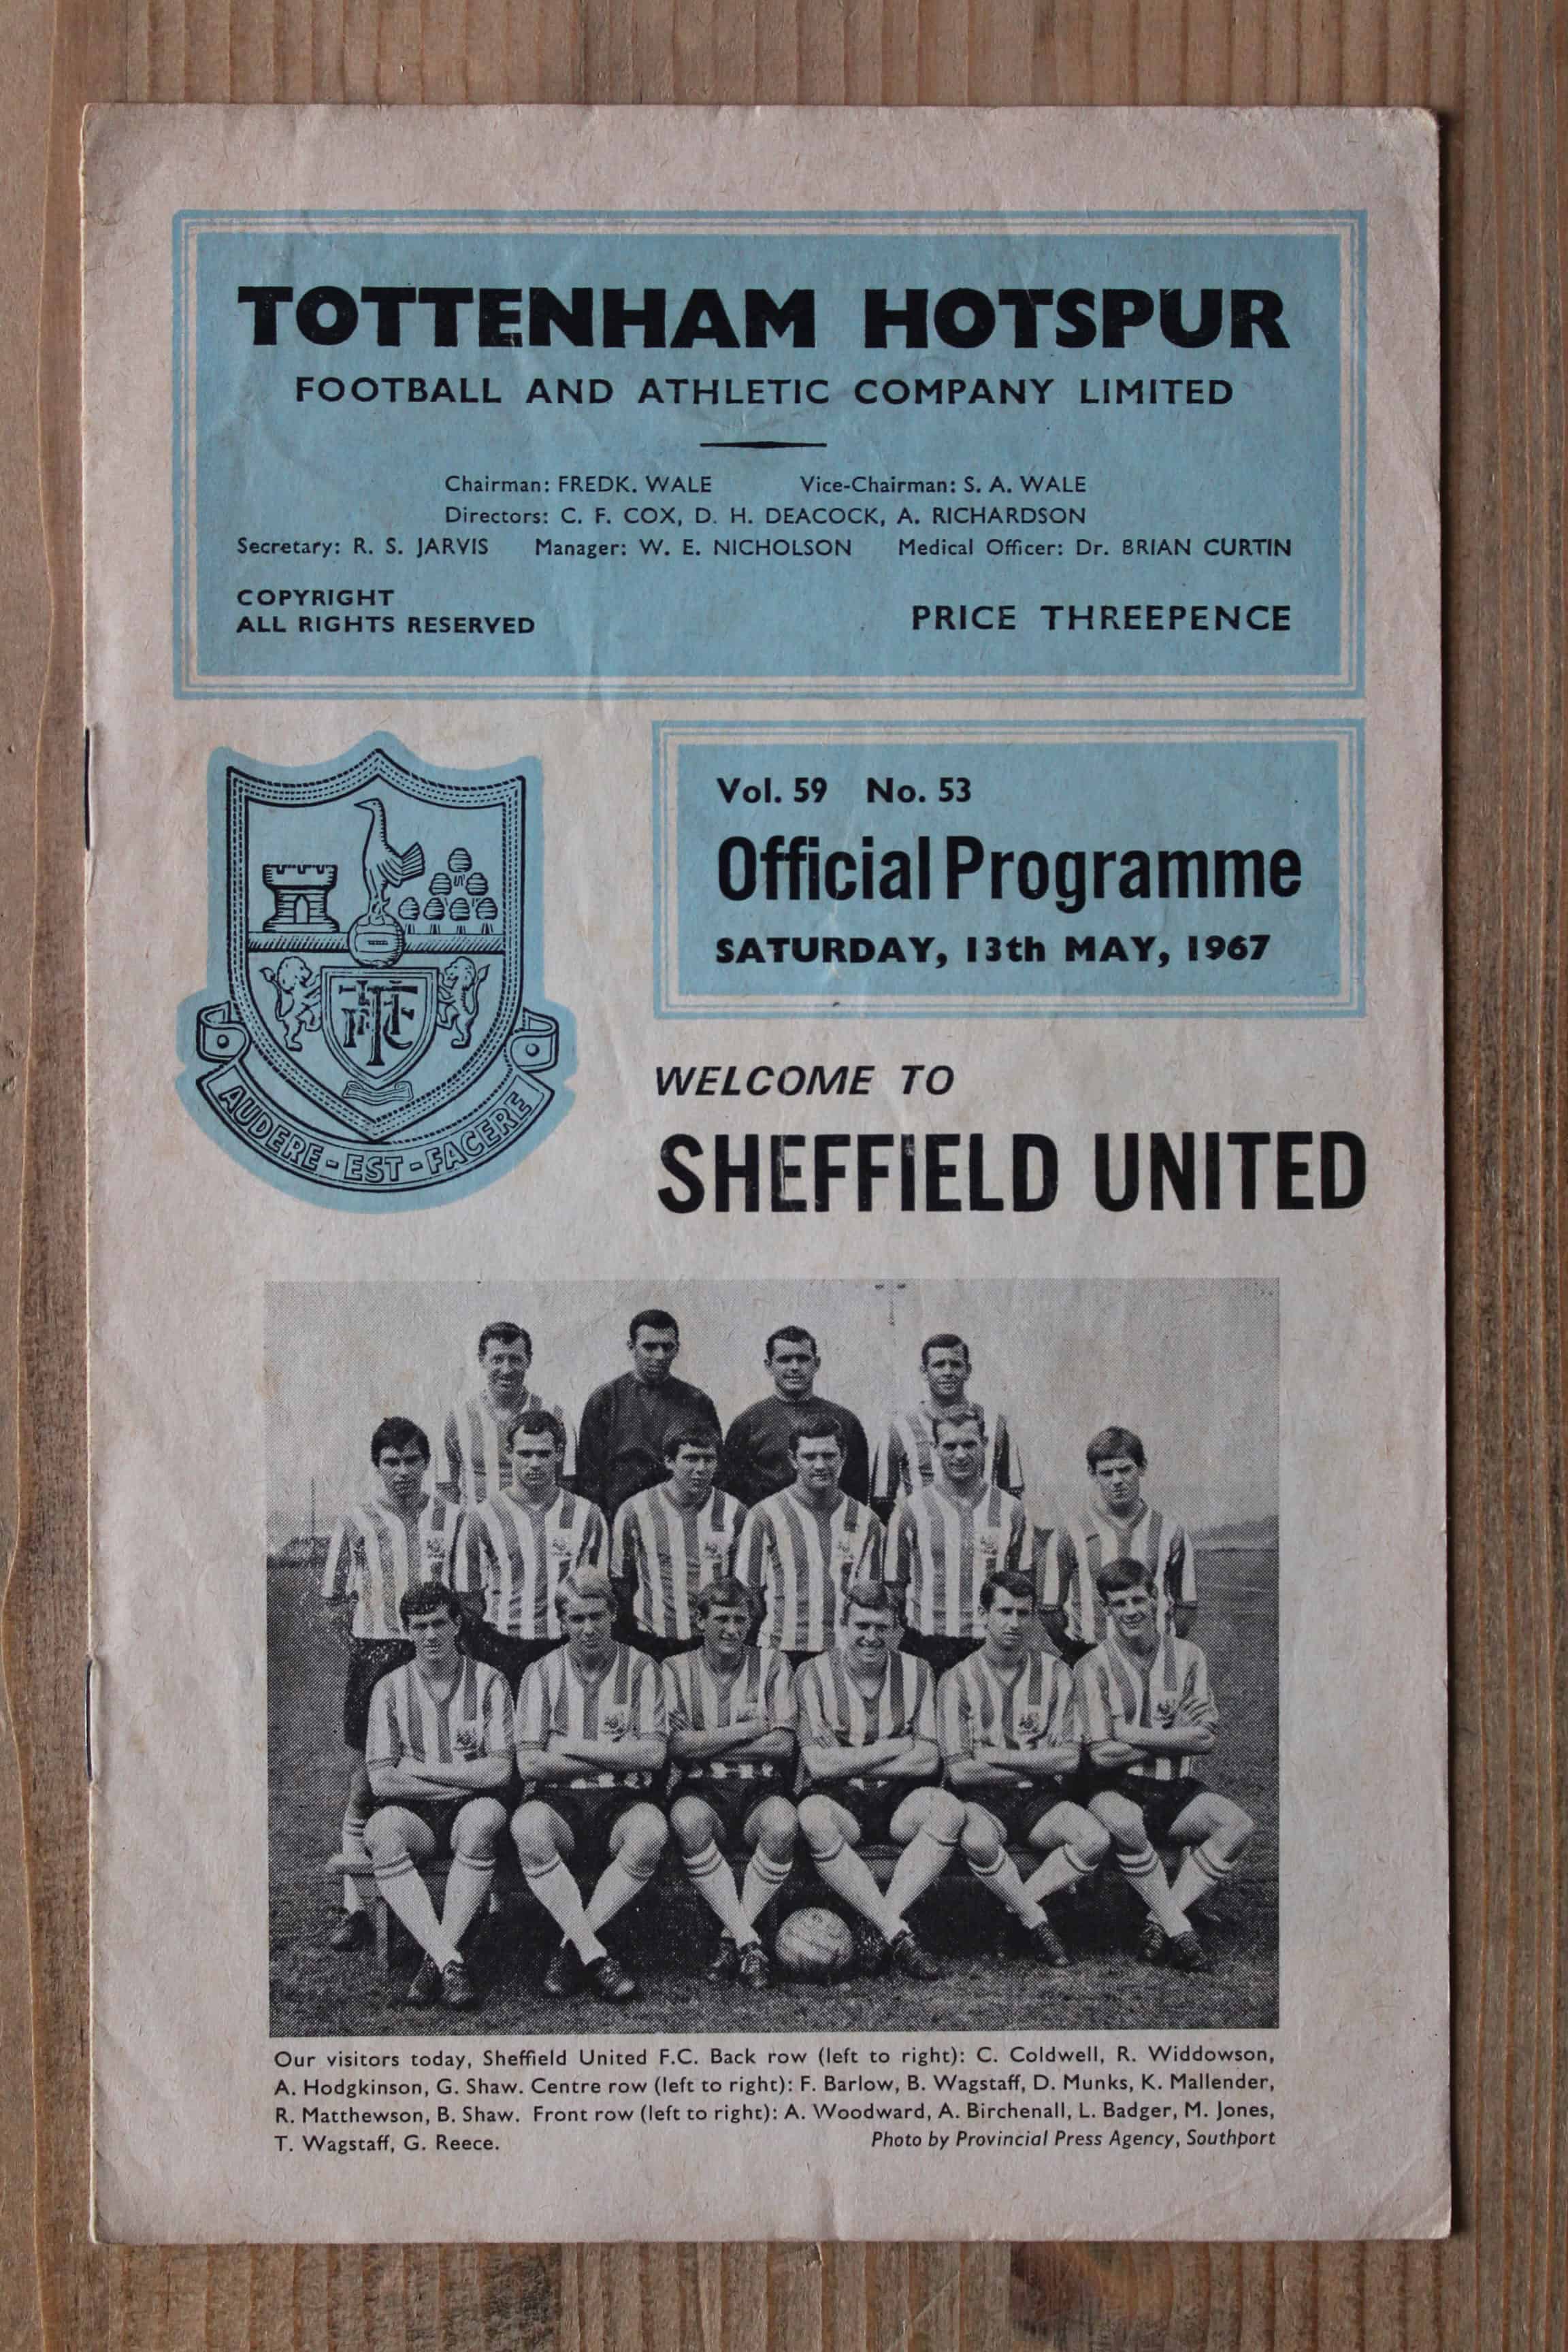 TOTTENHAM HOTSPUR
FOOTBALL AND ATHLETIC COMPANY LIMITED
Chairman: FREDK. WALE Vice-Chairman: S. A. WALE
Directors: C. F. COX, D. H. DEACOCK, A. RICHARDSON
Secretary: R. S. JARVIS Manager: W. E. NICHOLSON Medical Officer: Dr. BRIAN CURTIN
COPYRIGHT
ALL RIGHTS RESERVED
PRICE THREEPENCE
Vol. 59 No. 53
Official Programme
SATURDAY, 13th MAY, 1967
AUDERE - EST - FACERE
WELCOME TO
SHEFFIELD UNITED
Our visitors today, Sheffield United F.C. Back row (left to right): C. Coldwell, R. Widdowson,
A. Hodgkinson, G. Shaw. Centre row (left to right): F. Barlow, B. Wagstaff, D. Munks, K. Mallender,
R. Matthewson, B. Shaw. Front row (left to right): A. Woodward, A. Birchenall, L. Badger, M. Jones,
T. Wagstaff, G. Reece. Photo by Provincial Press Agency, Southport